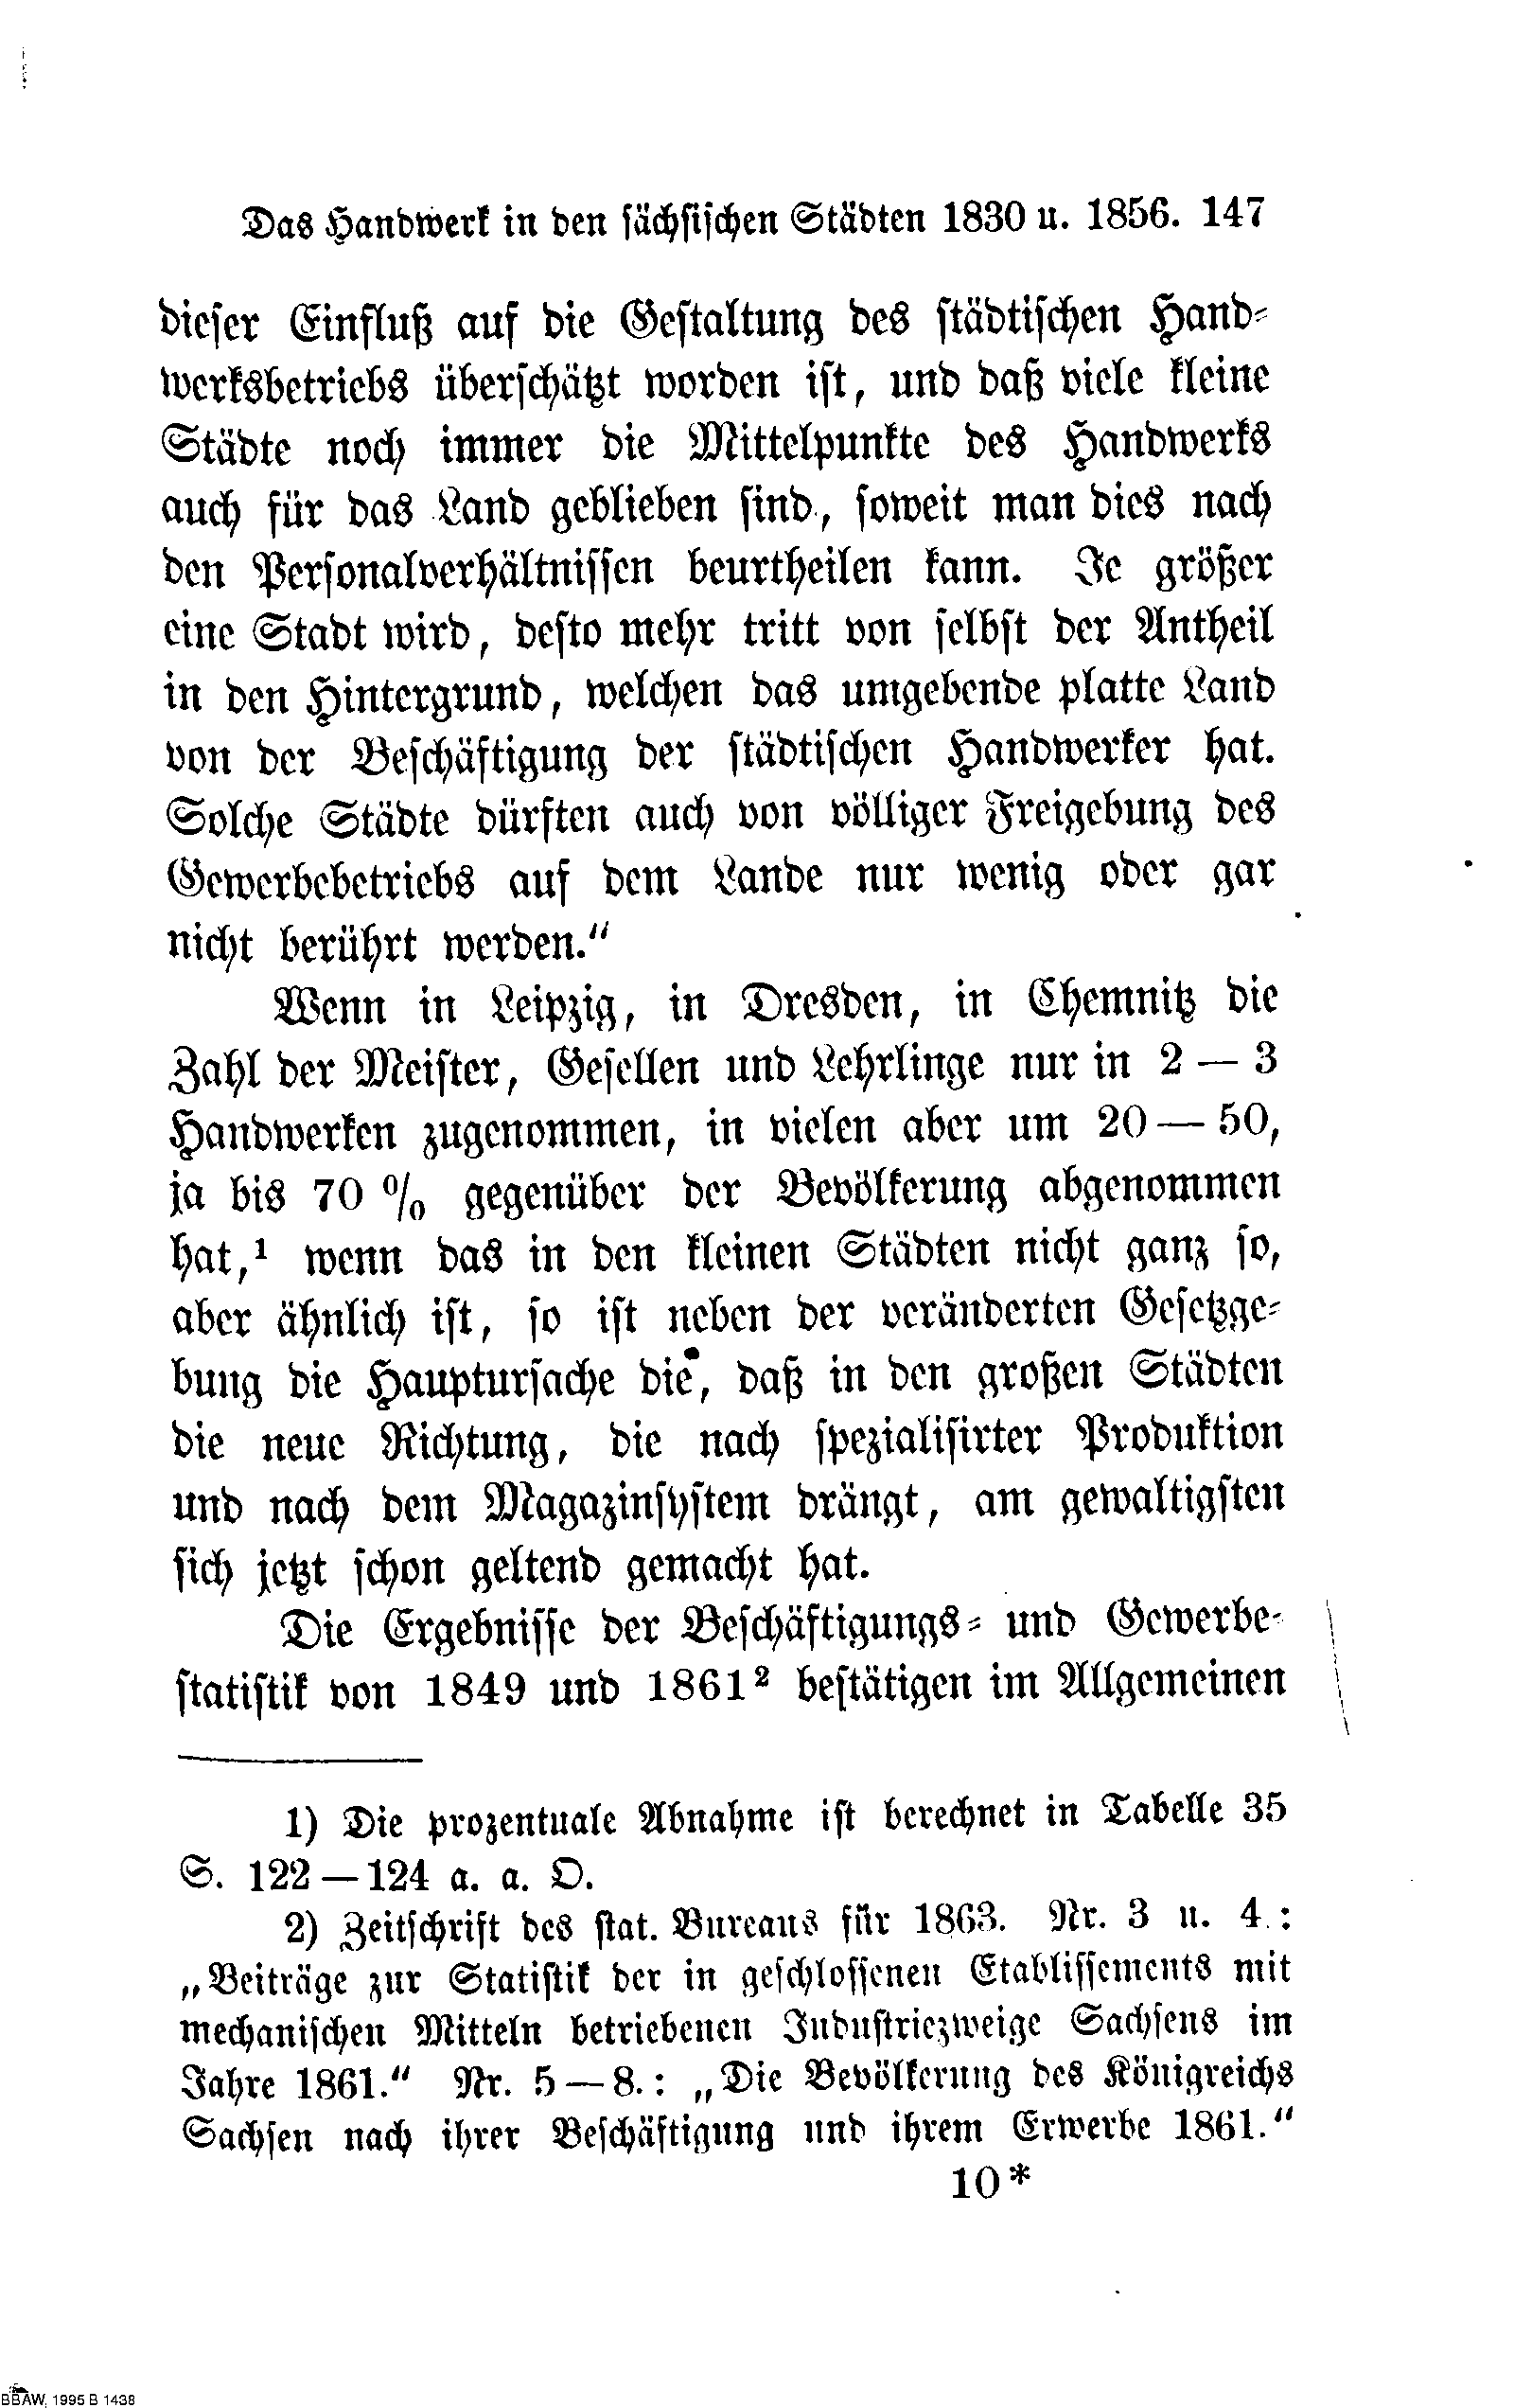 Das Handwerk in den sächsischen Städten 1830 u. 1856. 147
dieser Einfluß auf die Gestaltung des städtischen Hand-
werksbetriebs überschätzt worden ist, und daß viele kleine
Städte noch immer die Mittelpunkte des Handwerks
auch für das Land geblieben sind, soweit man dies nach
den Personalverhältnissen beurtheilen kann. Je größer
eine Stadt wird, desto mehr tritt von selbst der Antheil
in den Hintergrund, welchen das umgebende platte Land
von der Beschäftigung der städtischen Handwerker hat.
Solche Städte dürften auch von völliger Freigebung des
Gewerbebetriebs auf dem Lande nur wenig oder gar
nicht berührt werden.“
Wenn in Leipzig, in Dresden, in Chemnitz die
Zahl der Meister, Gesellen und Lehrlinge nur in 2 — 3
Handwerken zugenommen, in vielen aber um 20 — 50,
ja bis 70 % gegenüber der Bevölkerung abgenommen
hat,¹ wenn das in den kleinen Städten nicht ganz so,
aber ähnlich ist, so ist neben der veränderten Gesetzge-
bung die Hauptursache die, daß in den großen Städten
die neue Richtung, die nach spezialisirter Produktion
und nach dem Magazinsystem drängt, am gewaltigsten
sich jetzt schon geltend gemacht hat.
Die Ergebnisse der Beschäftigungs- und Gewerbe-
statistik von 1849 und 1861² bestätigen im Allgemeinen
1) Die prozentuale Abnahme ist berechnet in Tabelle 35
S. 122 — 124 a. a. O.
2) Zeitschrift des stat. Bureaus für 1863. Nr. 3 u. 4.:
„Beiträge zur Statistik der in geschlossenen Etablissements mit
mechanischen Mitteln betriebenen Industriezweige Sachsens im
Jahre 1861.“ Nr. 5 — 8.: „Die Bevölkerung des Königreichs
Sachsen nach ihrer Beschäftigung und ihrem Erwerbe 1861.“
10*
BBAW, 1995 B 1438